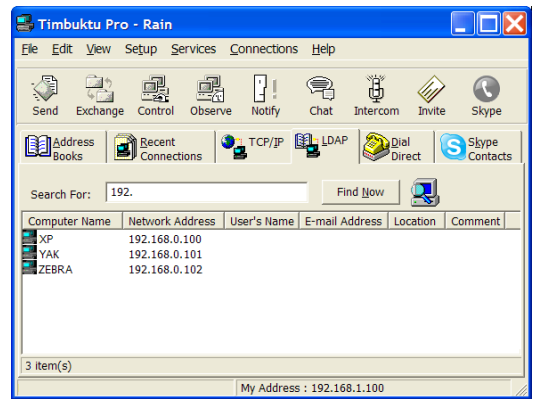 Timbuktu Pro - Rain
File Edit View Setup Services Connections Help
Send Exchange Control Observe Notify Chat Intercom Invite Skype
Address Books Recent Connections TCP/IP LDAP Dial Direct Skype Contacts
Search For: 192. Find Now
Computer Name Network Address User's Name E-mail Address Location Comment
XP 192.168.0.100
YAK 192.168.0.101
ZEBRA 192.168.0.102
3 item(s)
My Address : 192.168.1.100